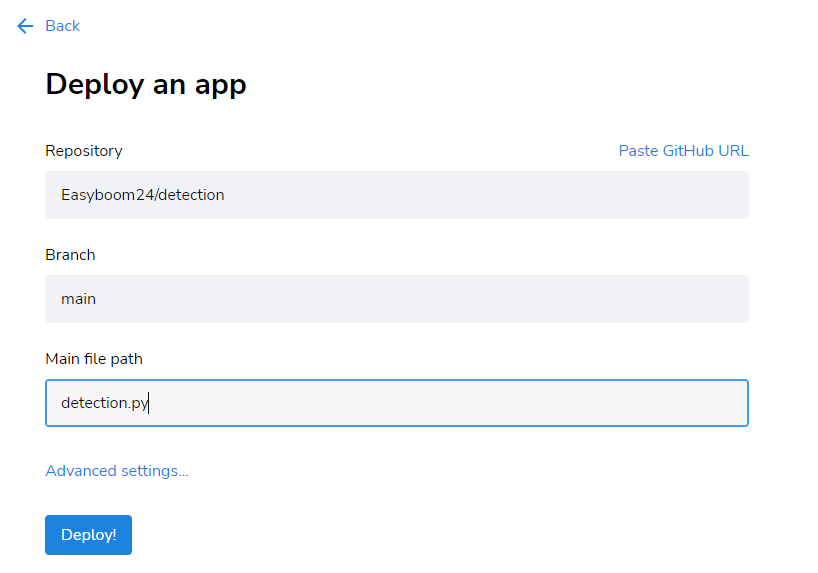 Back
Deploy an app
Repository
Paste GitHub URL
Easyboom24/detection
Branch
main
Main file path
detection.py
Advanced settings...
Deploy!